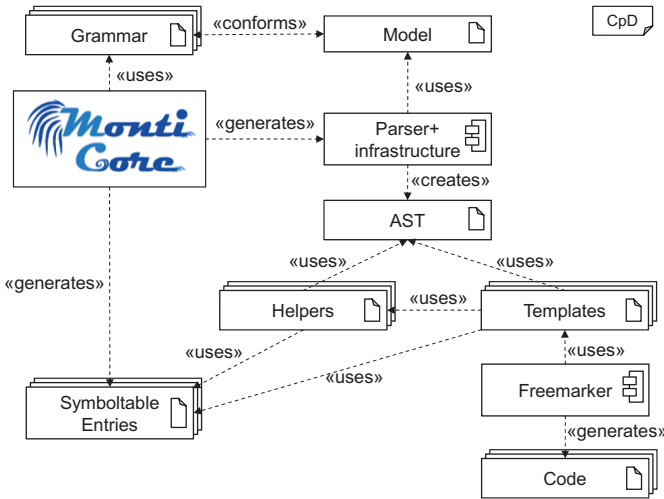 Grammar
«conforms»
Model
CpD
«uses»
«uses»
Monti
Core
«generates»
Parser+
infrastructure
«creates»
AST
«generates»
«uses»
«uses»
Helpers
«uses»
Templates
«uses»
«uses»
«uses»
Symboltable
Entries
Freemarker
«generates»
Code